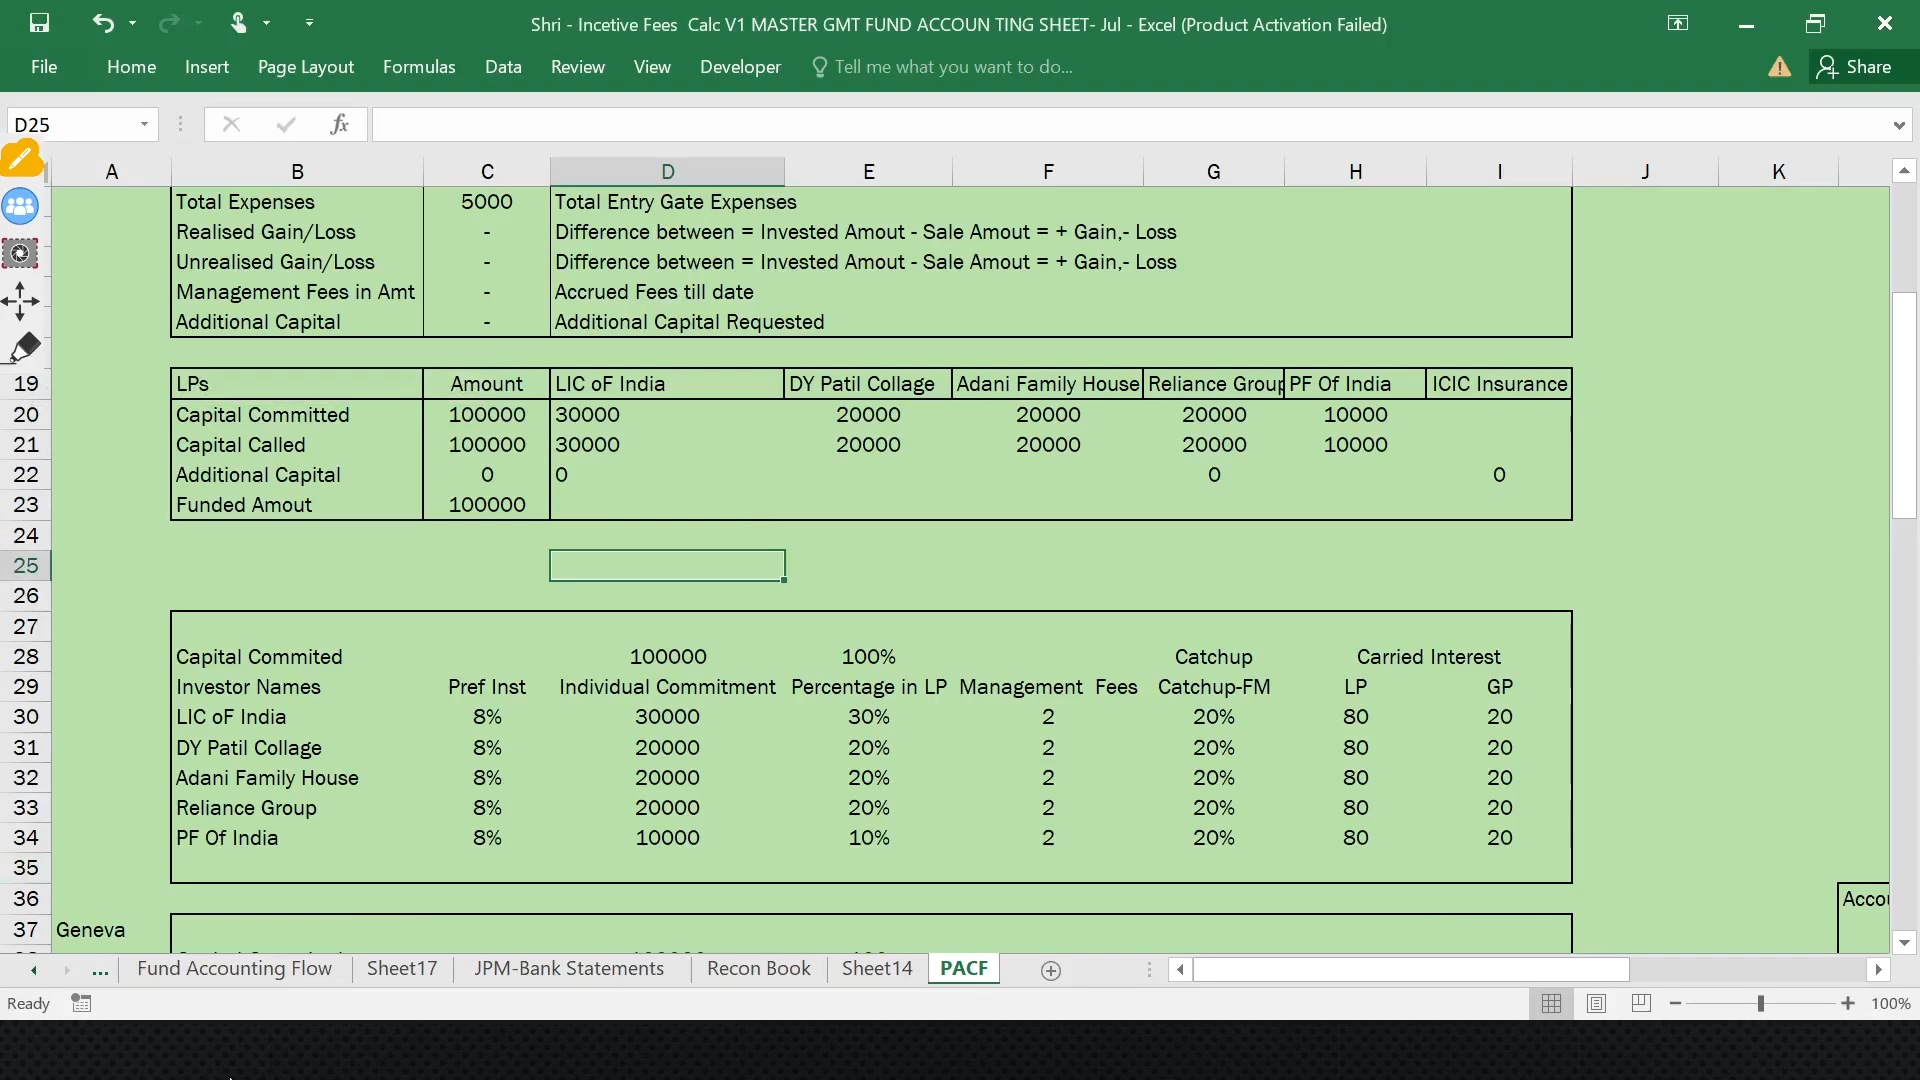 Shri - Incetive Fees  Calc V1 MASTER GMT FUND ACCOUN TING SHEET- Jul - Excel (Product Activation Failed)
File Home Insert Page Layout Formulas Data Review View Developer Tell me what you want to do... Share
D25 fx
A B C D E F G H I J K
Total Expenses 5000 Total Entry Gate Expenses
Realised Gain/Loss - Difference between = Invested Amout - Sale Amout = + Gain,- Loss
Unrealised Gain/Loss - Difference between = Invested Amout - Sale Amout = + Gain,- Loss
Management Fees in Amt - Accrued Fees till date
Additional Capital - Additional Capital Requested
19 LPs Amount LIC oF India DY Patil Collage Adani Family House Reliance Group PF Of India ICIC Insurance
20 Capital Committed 100000 30000 20000 20000 20000 10000
21 Capital Called 100000 30000 20000 20000 20000 10000
22 Additional Capital 0 0 0 0
23 Funded Amout 100000
24
25
26
27
28 Capital Commited 100000 100% Catchup Carried Interest
29 Investor Names Pref Inst Individual Commitment Percentage in LP Management Fees Catchup-FM LP GP
30 LIC oF India 8% 30000 30% 2 20% 80 20
31 DY Patil Collage 8% 20000 20% 2 20% 80 20
32 Adani Family House 8% 20000 20% 2 20% 80 20
33 Reliance Group 8% 20000 20% 2 20% 80 20
34 PF Of India 8% 10000 10% 2 20% 80 20
35
36 Accou
37 Geneva
... Fund Accounting Flow Sheet17 JPM-Bank Statements Recon Book Sheet14 PACF
Ready 100%